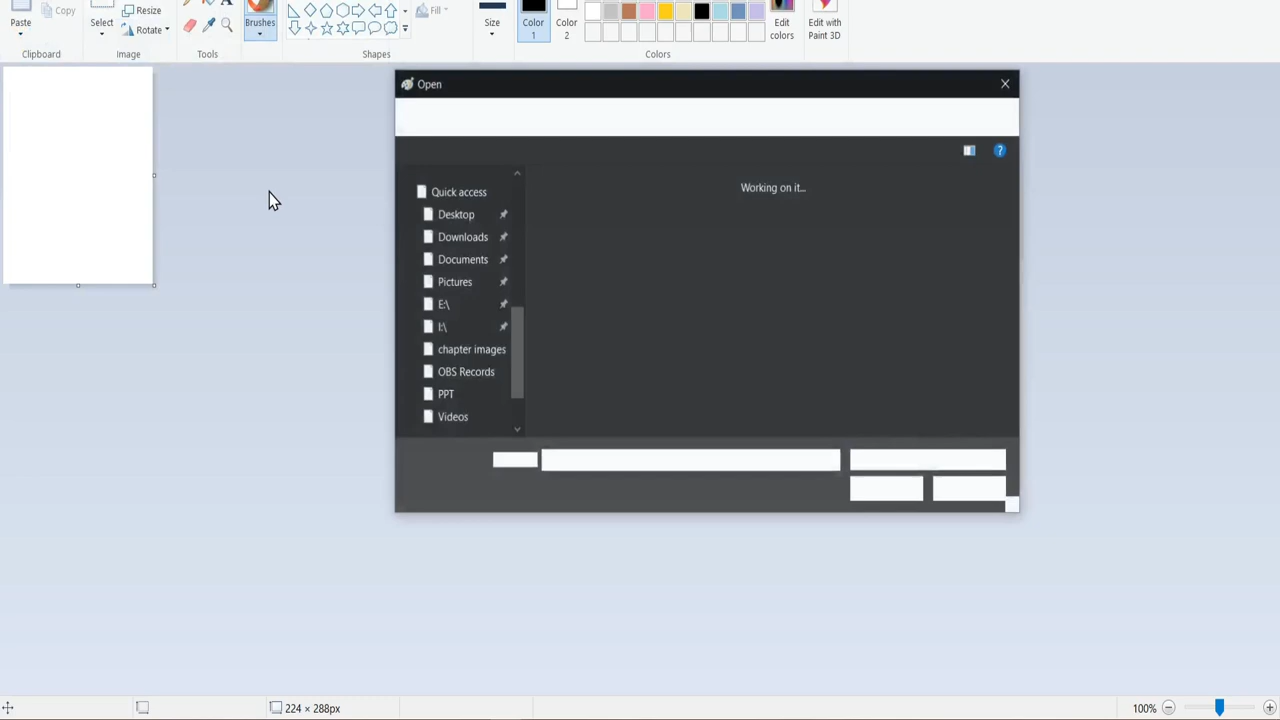 Paste
Copy
Select
Resize
Rotate
Brushes
Fill
Size
Color
1
Color
2
Edit
colors
Edit with
Paint 3D
Clipboard
Image
Tools
Shapes
Colors
Open
Working on it...
Quick access
Desktop
Downloads
Documents
Pictures
E:\
I:\
chapter images
OBS Records
PPT
Videos
224 × 288px
100%